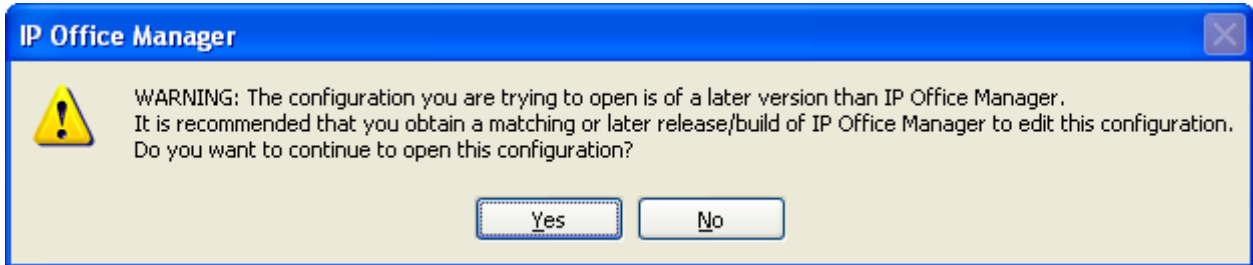 IP Office Manager
WARNING: The configuration you are trying to open is of a later version than IP Office Manager.
It is recommended that you obtain a matching or later release/build of IP Office Manager to edit this configuration.
Do you want to continue to open this configuration?
Yes No